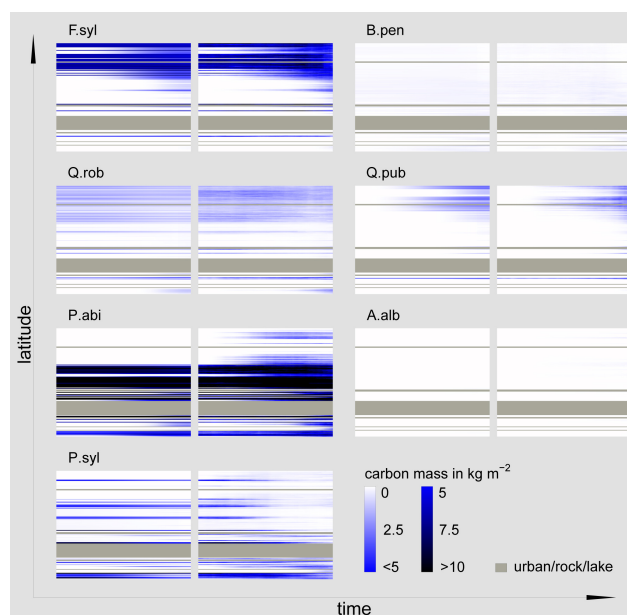 F.syl
B.pen
Q.rob
Q.pub
P.abi
A.alb
P.syl
latitude
carbon mass in kg m⁻²
0 5
2.5 7.5
<5 >10
urban/rock/lake
time